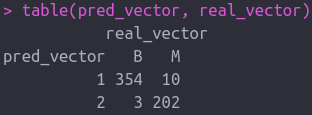 > table(pred_vector, real_vector)
real_vector
pred_vector B M
1 354 10
2 3 202